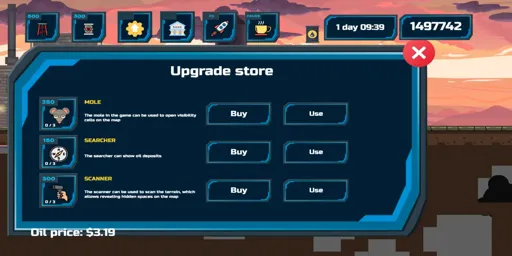 600
300
1 day 09:39
1497742
Upgrade store
250
0 / 3
MOLE
The mole in the game can be used to open visibility cells on the map
Buy
Use
150
0 / 3
SEARCHER
The searcher can show oil deposits
Buy
Use
300
0 / 3
SCANNER
The scanner can be used to scan the terrain, which
allows revealing hidden spaces on the map
Buy
Use
Oil price: $3.19